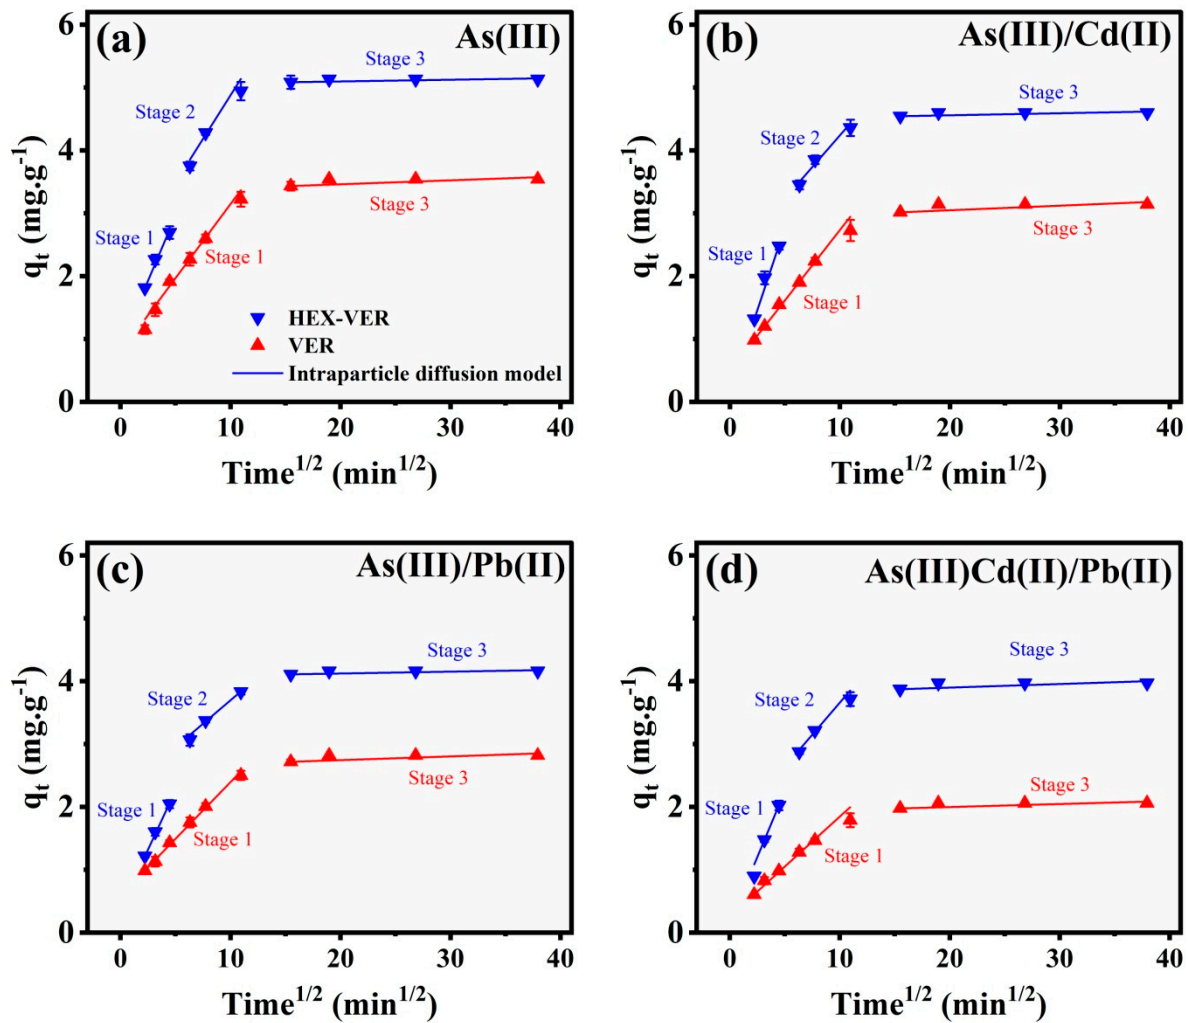 (a)
As(III)
6
4
2
0
q_t (mg.g⁻¹)
Stage 1
Stage 2
Stage 3
Stage 1
Stage 3
HEX-VER
VER
Intraparticle diffusion model
0 10 20 30 40
Time^1/2 (min^1/2)
(b)
As(III)/Cd(II)
6
4
2
0
q_t (mg.g⁻¹)
Stage 1
Stage 2
Stage 3
Stage 1
Stage 3
0 10 20 30 40
Time^1/2 (min^1/2)
(c)
As(III)/Pb(II)
6
4
2
0
q_t (mg.g⁻¹)
Stage 1
Stage 2
Stage 3
Stage 1
Stage 3
0 10 20 30 40
Time^1/2 (min^1/2)
(d)
As(III)Cd(II)/Pb(II)
6
4
2
0
q_t (mg.g⁻¹)
Stage 1
Stage 2
Stage 3
Stage 1
Stage 3
0 10 20 30 40
Time^1/2 (min^1/2)